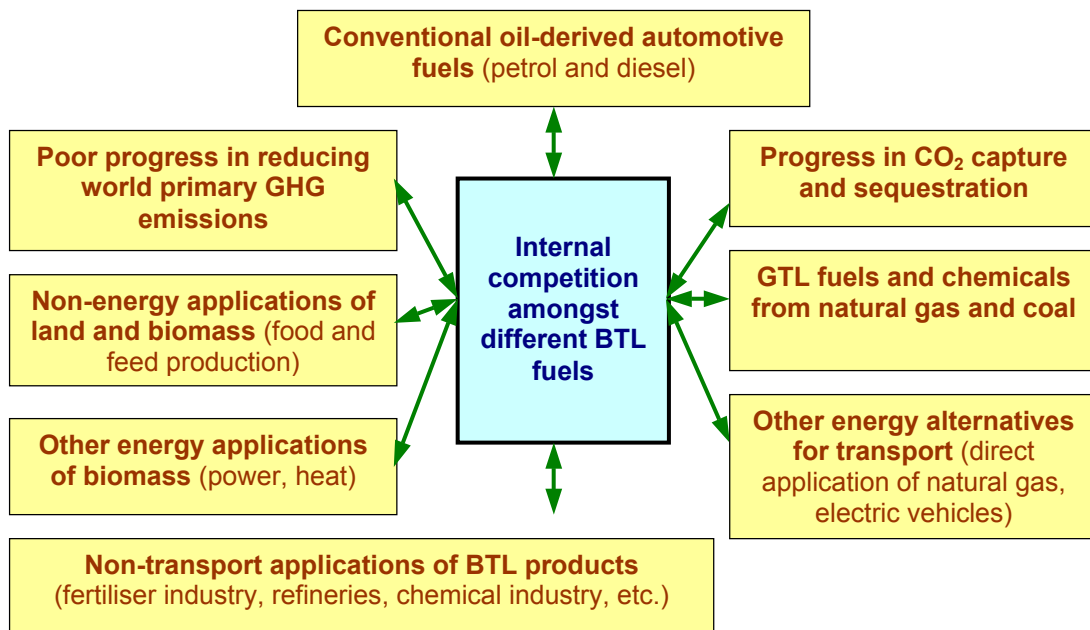 Conventional oil-derived automotive
fuels (petrol and diesel)
Poor progress in reducing
world primary GHG
emissions
Progress in CO₂ capture
and sequestration
Internal
competition
amongst
different BTL
fuels
Non-energy applications of
land and biomass (food and
feed production)
GTL fuels and chemicals
from natural gas and coal
Other energy applications
of biomass (power, heat)
Other energy alternatives
for transport (direct
application of natural gas,
electric vehicles)
Non-transport applications of BTL products
(fertiliser industry, refineries, chemical industry, etc.)